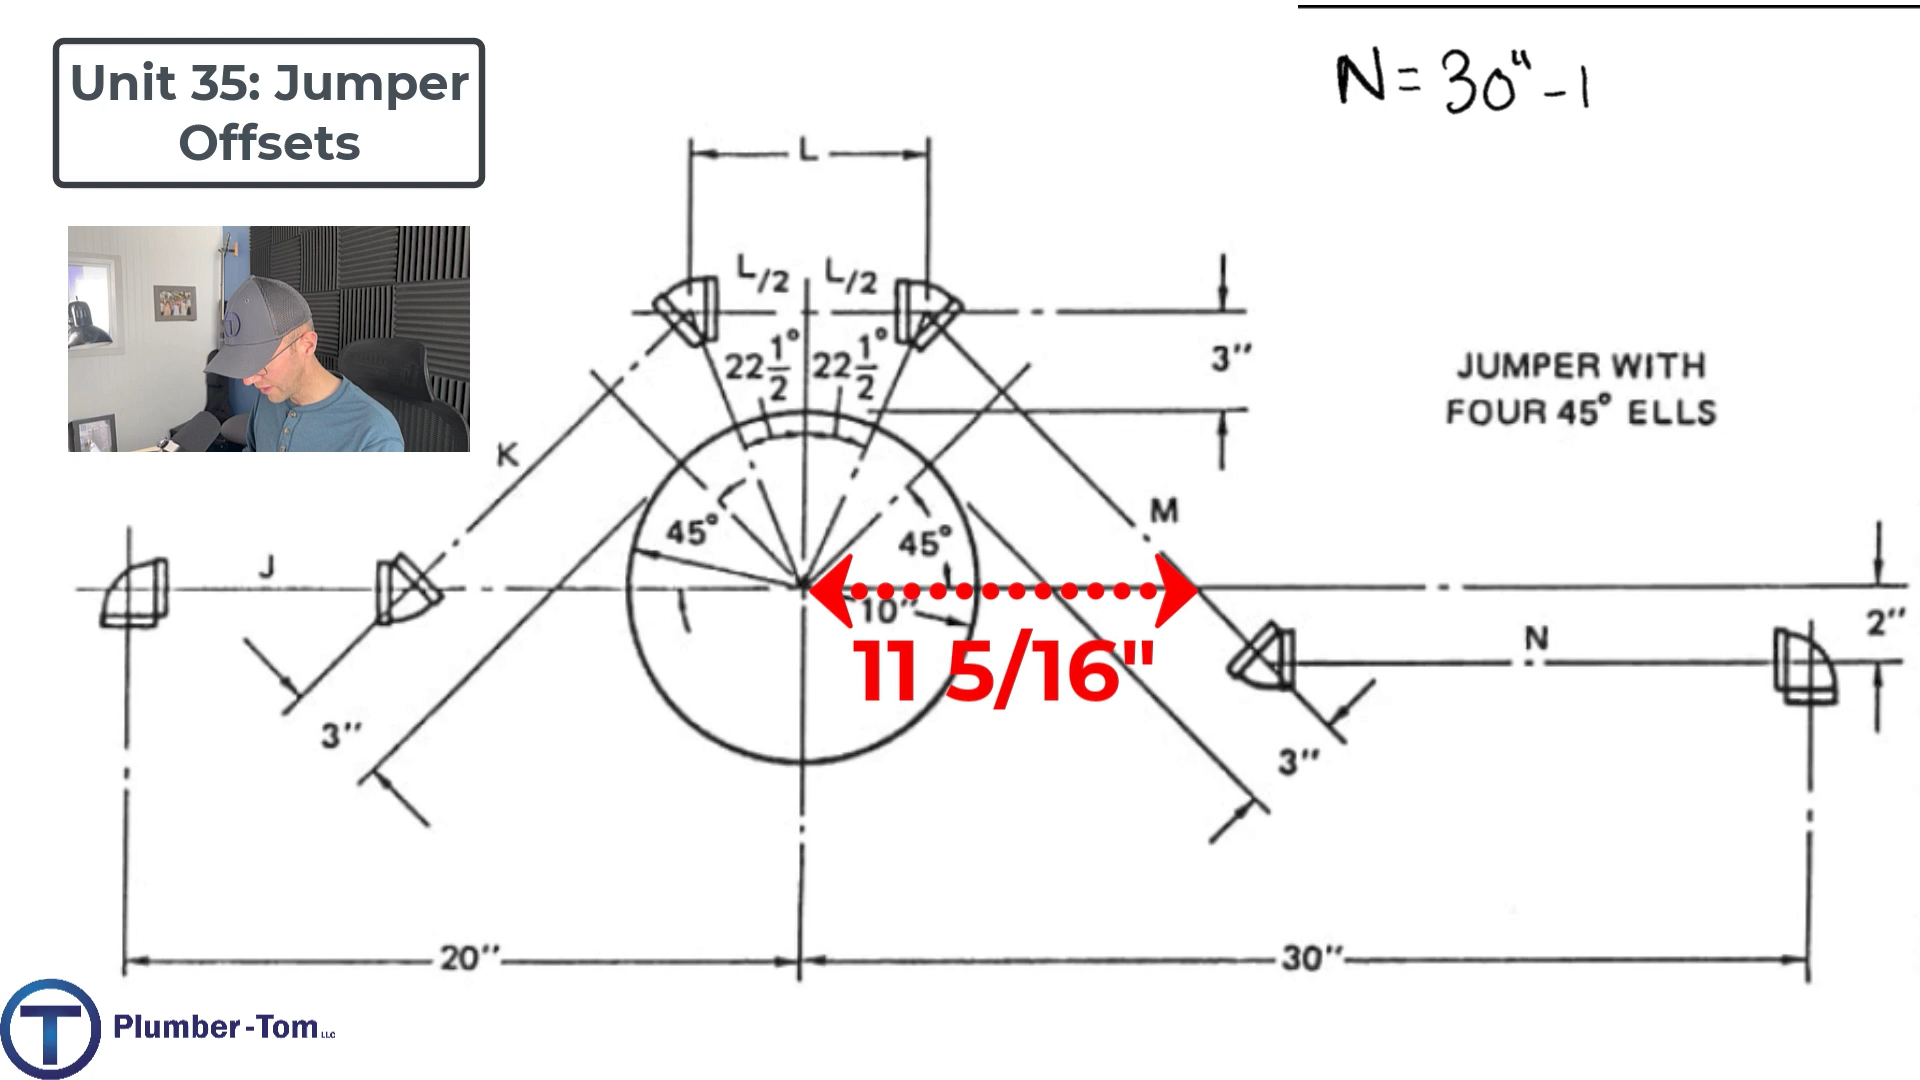 Unit 35: Jumper
Offsets
N = 30" - 1
L
L/2 L/2
22 1/2° 22 1/2°
3"
JUMPER WITH
FOUR 45° ELLS
K
M
45°
45°
J
10"
2"
11 5/16"
N
3"
3"
20"
30"
T
Plumber-Tom LLC